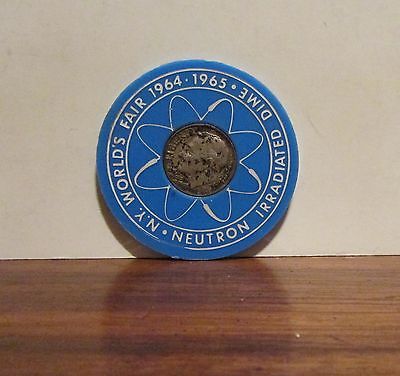 N.Y. WORLD'S FAIR 1964 · 1965 · NEUTRON IRRADIATED DIME ·